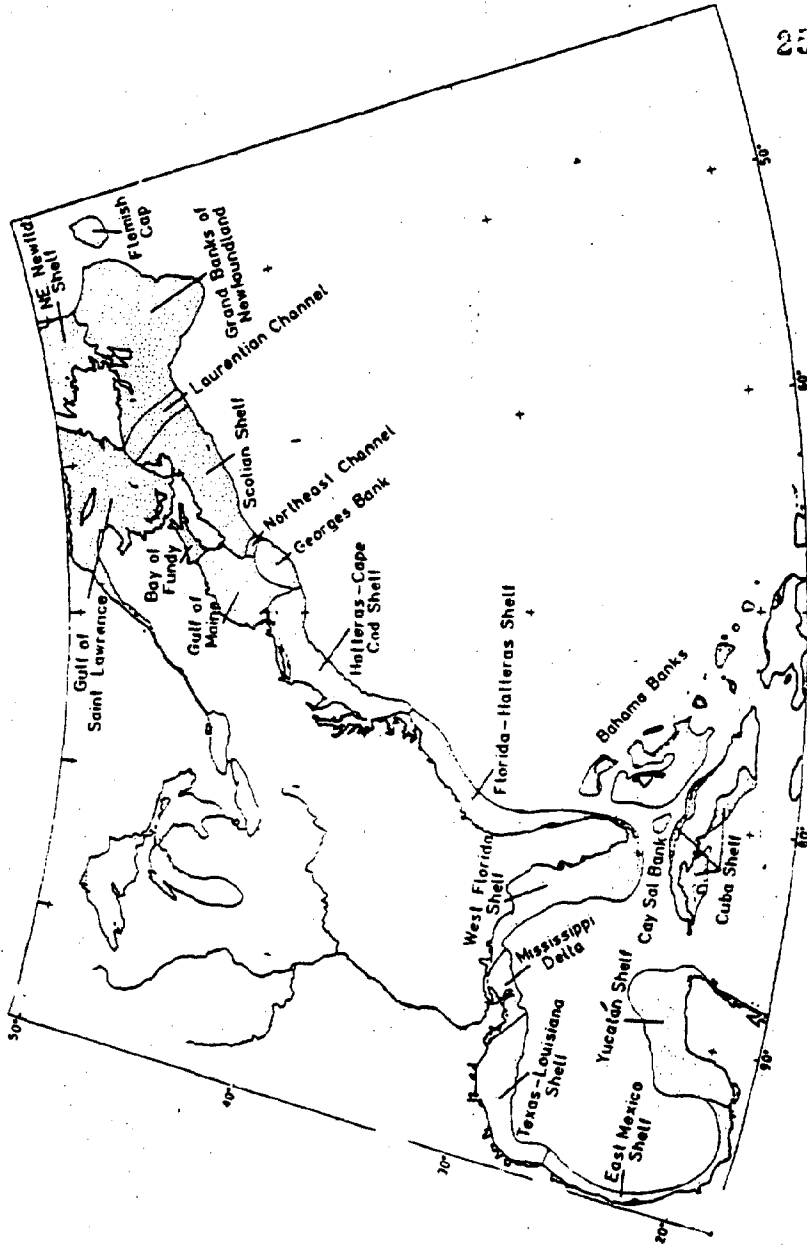 25
NE Newfld
Shelf
Flemish
Cap
Grand Banks of
Newfoundland
Laurentian Channel
Scotian Shelf
Northeast Channel
Georges Bank
Gulf of
Saint Lawrence
Bay of
Fundy
Gulf of
Maine
Hatteras-Cape
Cod Shelf
Florida-Hatteras Shelf
Bahama Banks
West Florida
Shelf
Cay Sal Bank
Cuba Shelf
Mississippi
Delta
Texas-Louisiana
Shelf
Yucatán Shelf
East Mexico
Shelf
50°
40°
30°
20°
90°
80°
60°
50°